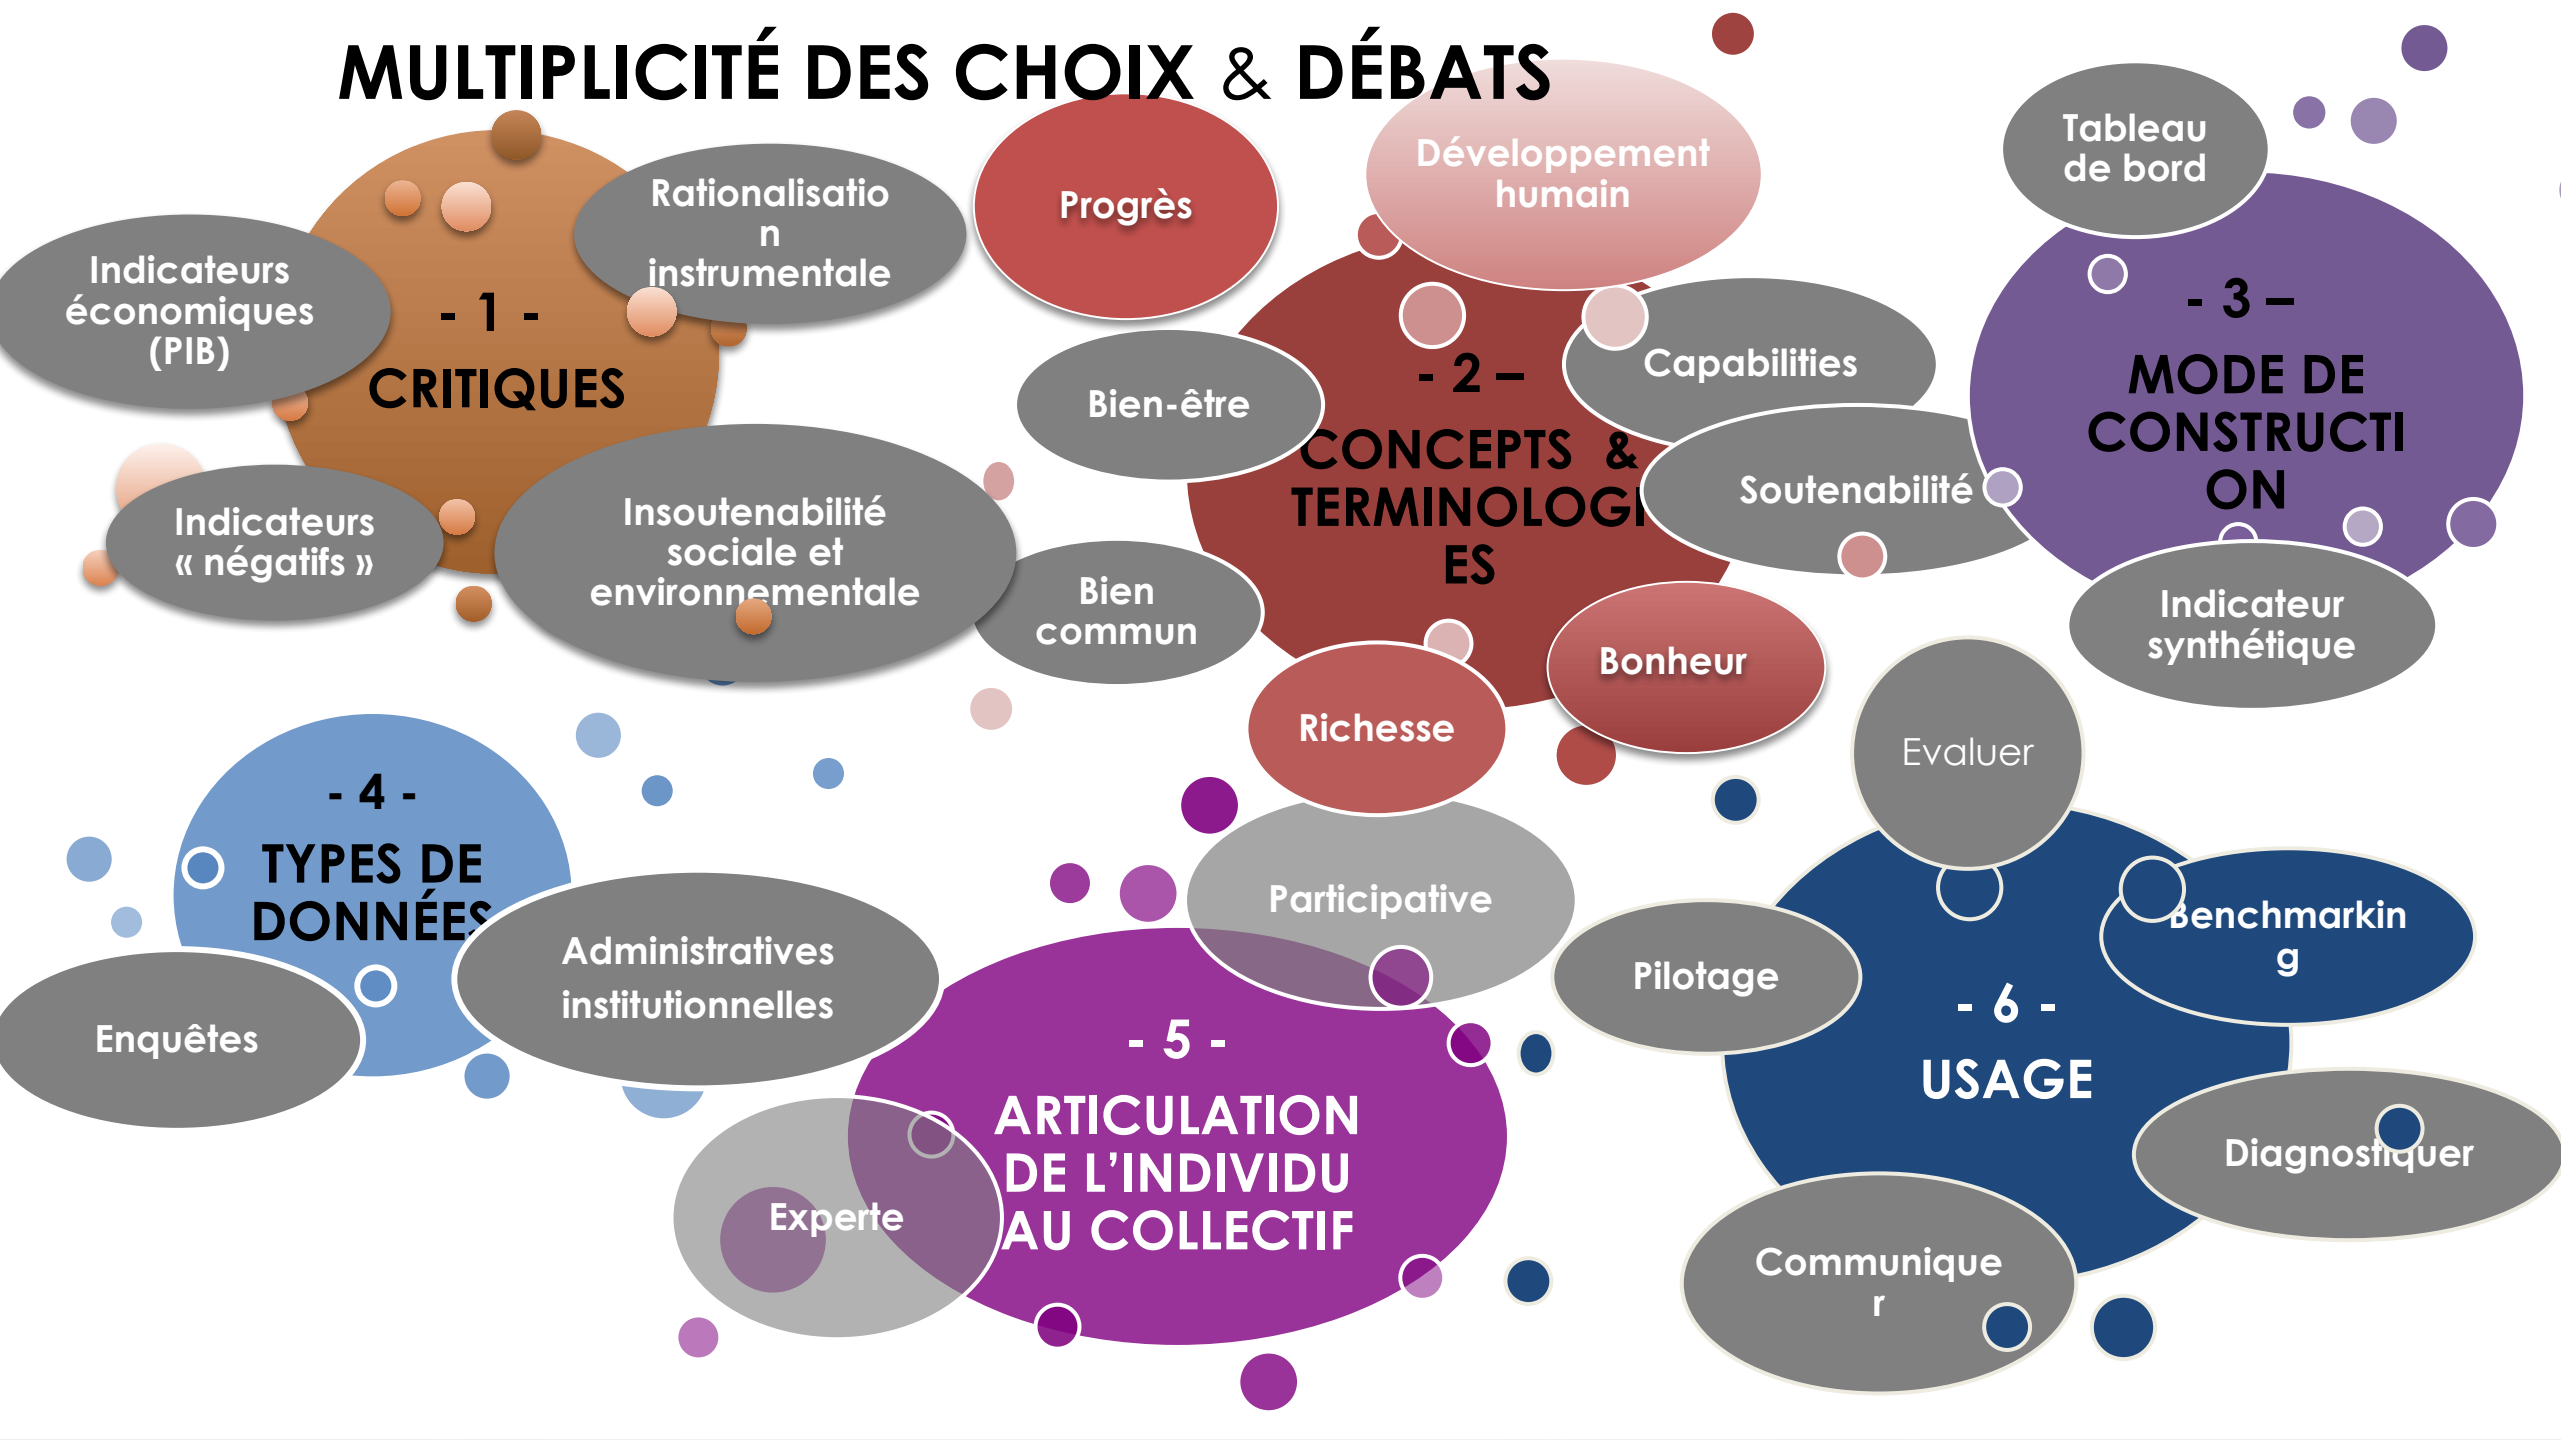 MULTIPLICITÉ DES CHOIX & DÉBATS
- 1 -
CRITIQUES
Indicateurs
économiques
(PIB)
Rationalisatio
n
instrumentale
Indicateurs
« négatifs »
Insoutenabilité
sociale et
environnementale
- 2 –
CONCEPTS &
TERMINOLOGI
ES
Progrès
Développement
humain
Bien-être
Capabilities
Soutenabilité
Bien
commun
Richesse
Bonheur
- 3 –
MODE DE
CONSTRUCTI
ON
Tableau
de bord
Indicateur
synthétique
- 4 -
TYPES DE
DONNÉES
Enquêtes
Administratives
institutionnelles
- 5 -
ARTICULATION
DE L’INDIVIDU
AU COLLECTIF
Participative
Experte
- 6 -
USAGE
Evaluer
Pilotage
Benchmarkin
g
Diagnostiquer
Communique
r